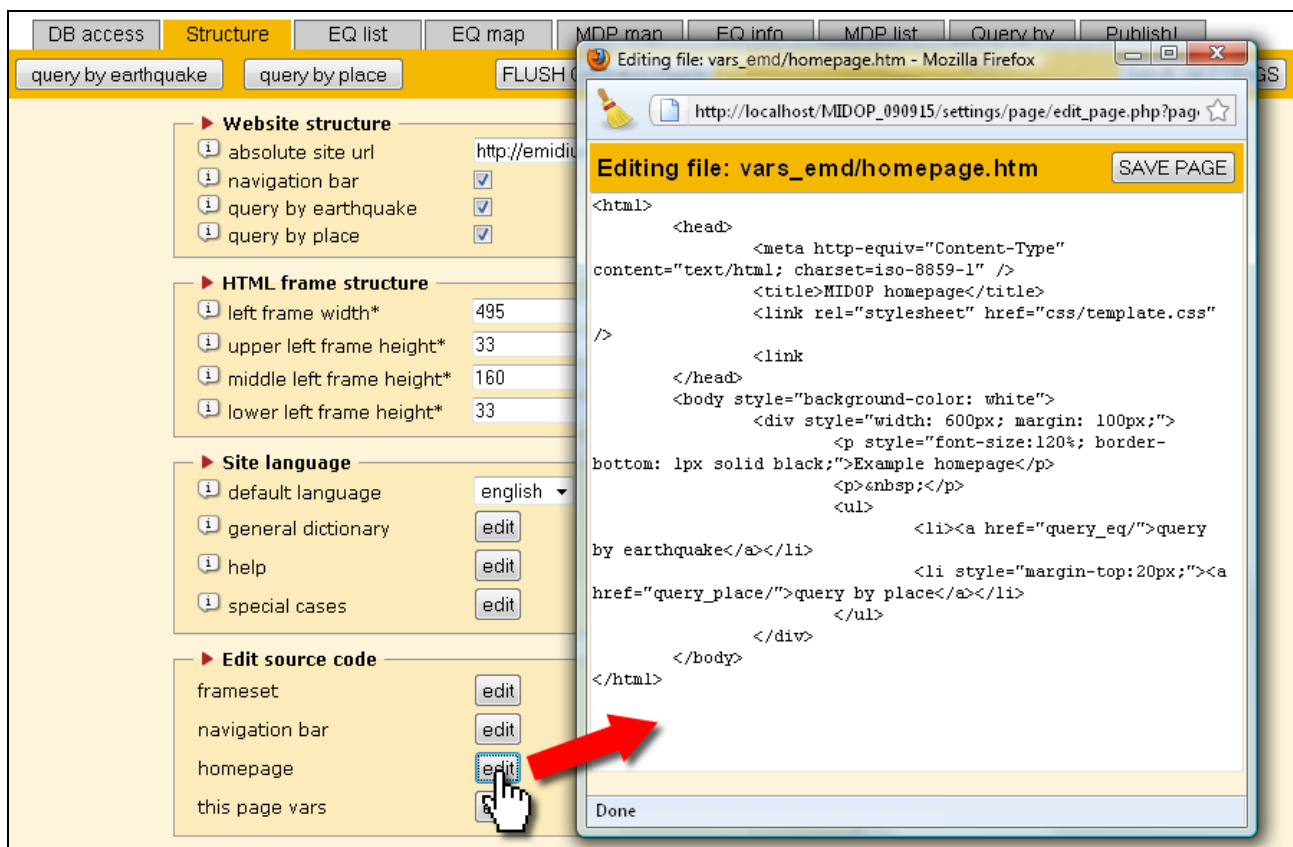 DB access Structure EQ list EQ map MDP map EQ info MDP list Query by Publish!
query by earthquake query by place FLUSH GS
Website structure
absolute site url http://emidiu
navigation bar
query by earthquake
query by place
HTML frame structure
left frame width* 495
upper left frame height* 33
middle left frame height* 160
lower left frame height* 33
Site language
default language english
general dictionary edit
help edit
special cases edit
Edit source code
frameset edit
navigation bar edit
homepage edit
this page vars
Editing file: vars_emd/homepage.htm - Mozilla Firefox
http://localhost/MIDOP_090915/settings/page/edit_page.php?pag
Editing file: vars_emd/homepage.htm SAVE PAGE
<html>
<head>
<meta http-equiv="Content-Type"
content="text/html; charset=iso-8859-1" />
<title>MIDOP homepage</title>
<link rel="stylesheet" href="css/template.css"
/>
<link
</head>
<body style="background-color: white">
<div style="width: 600px; margin: 100px;">
<p style="font-size:120%; border-
bottom: 1px solid black;">Example homepage</p>
<p>&nbsp;</p>
<ul>
<li><a href="query_eq/">query
by earthquake</a></li>
<li style="margin-top:20px;"><a
href="query_place/">query by place</a></li>
</ul>
</div>
</body>
</html>
Done